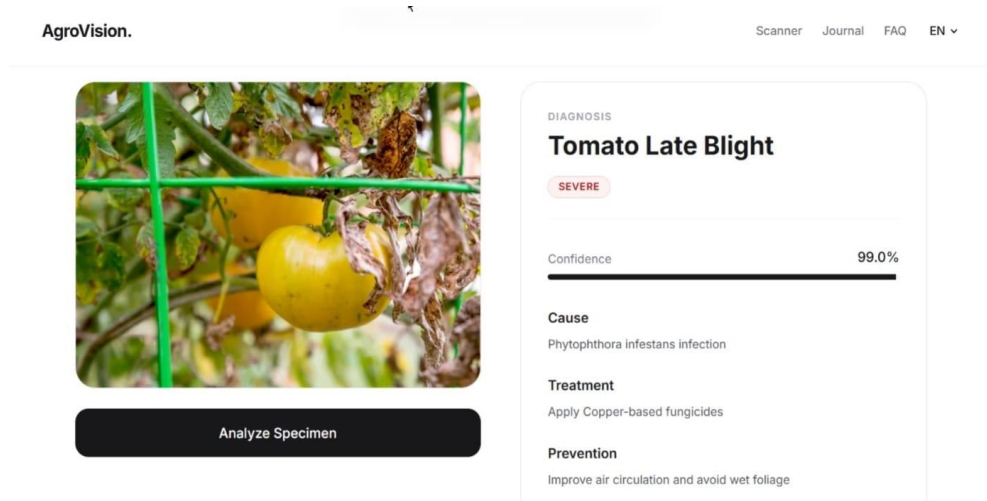 AgroVision.
Scanner Journal FAQ EN
DIAGNOSIS
Tomato Late Blight
SEVERE
Confidence 99.0%
Cause
Phytophthora infestans infection
Treatment
Apply Copper-based fungicides
Prevention
Improve air circulation and avoid wet foliage
Analyze Specimen